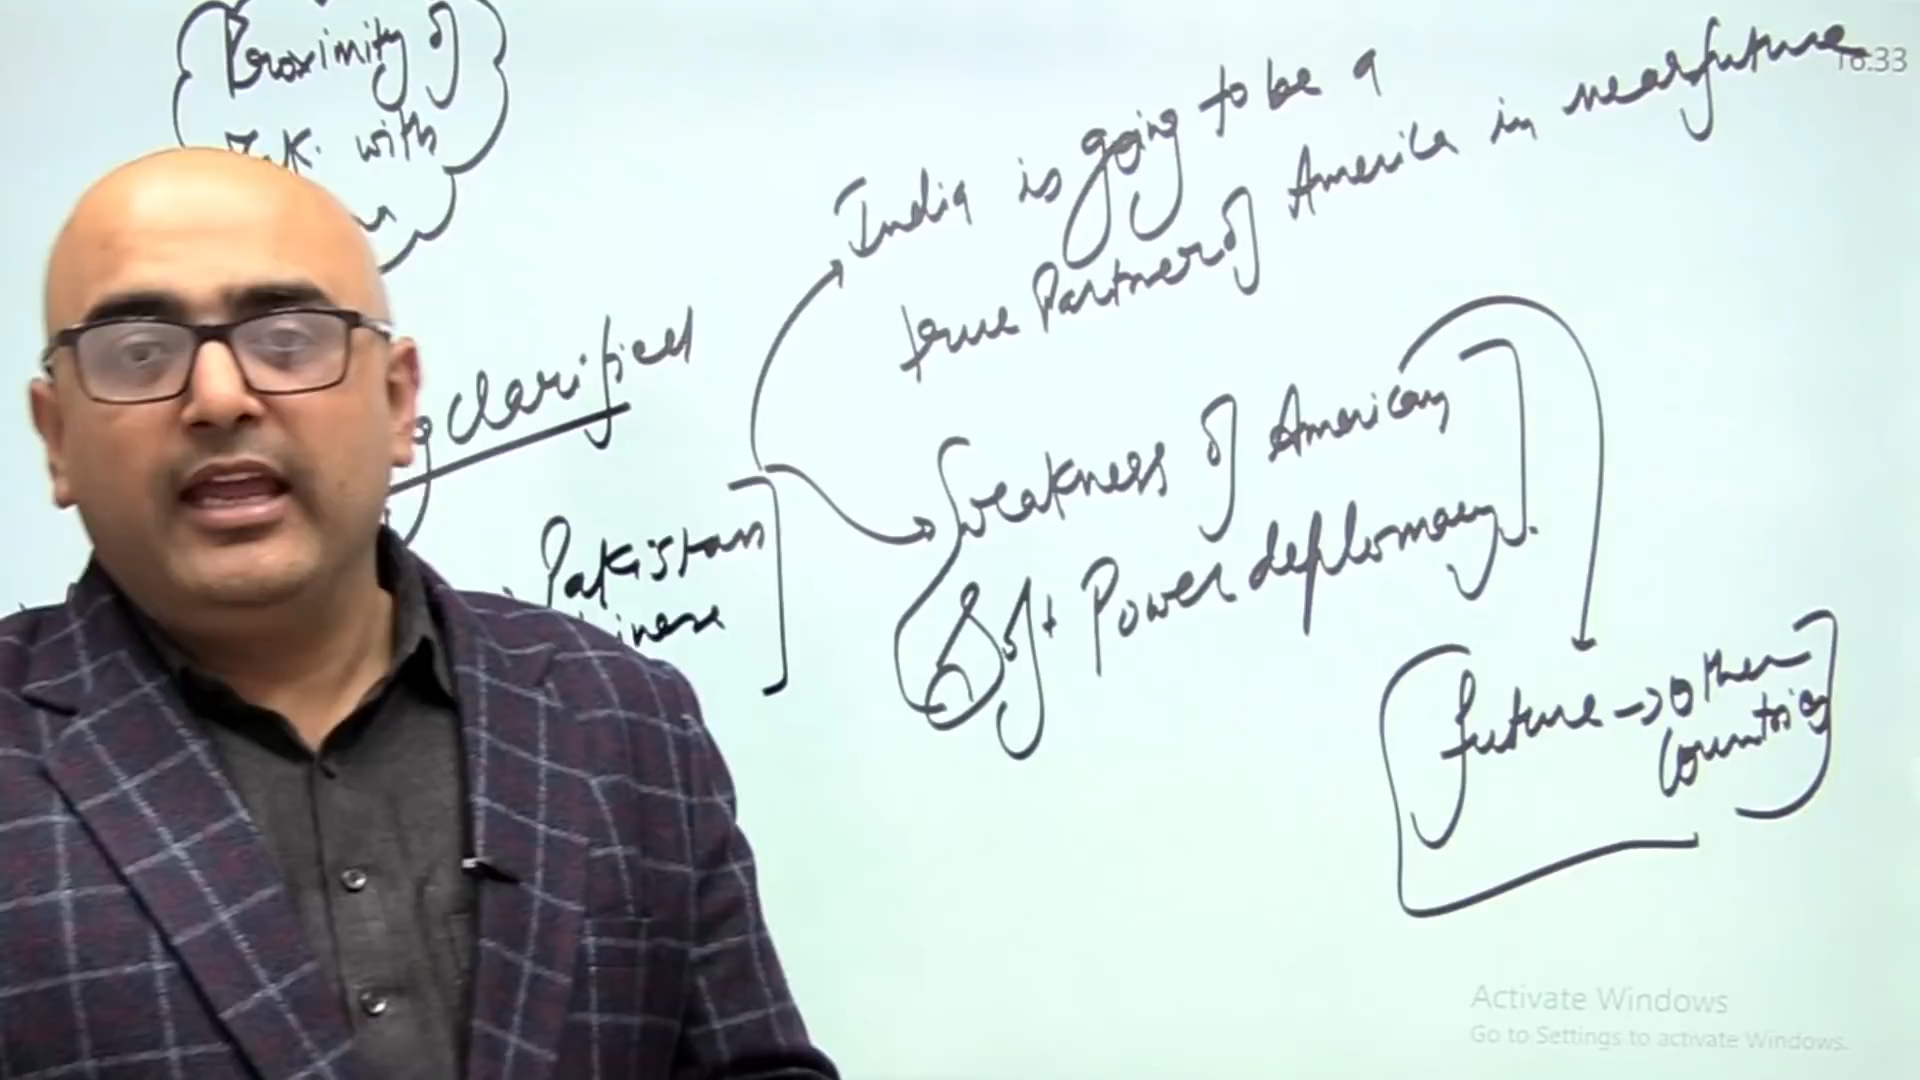 Proximity of
J.K. with
16:33
India is going to be a
true Partner of America in near future
clarified
Weakness of American
Soft Power deplomacy.
Pakistan
future → other
countries
Activate Windows
Go to Settings to activate Windows.